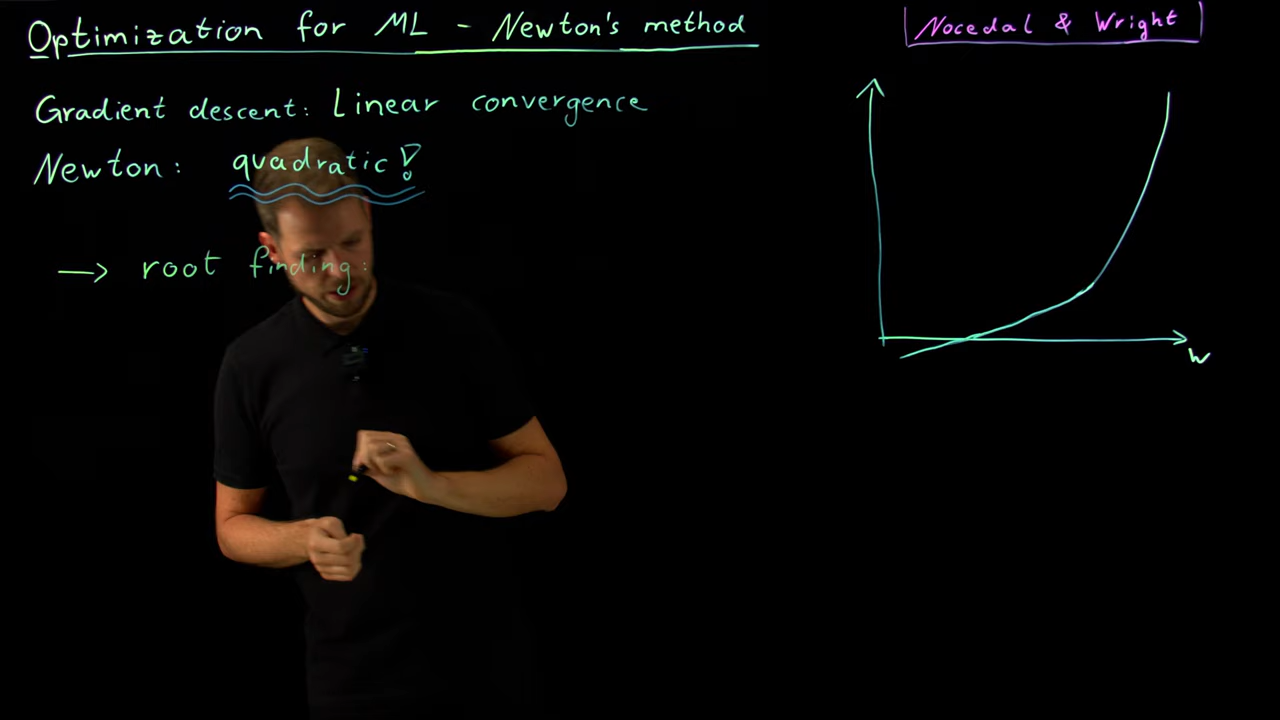 Optimization for ML - Newton's method
Nocedal & Wright
Gradient descent: Linear convergence
Newton: quadratic!
→ root finding:
w